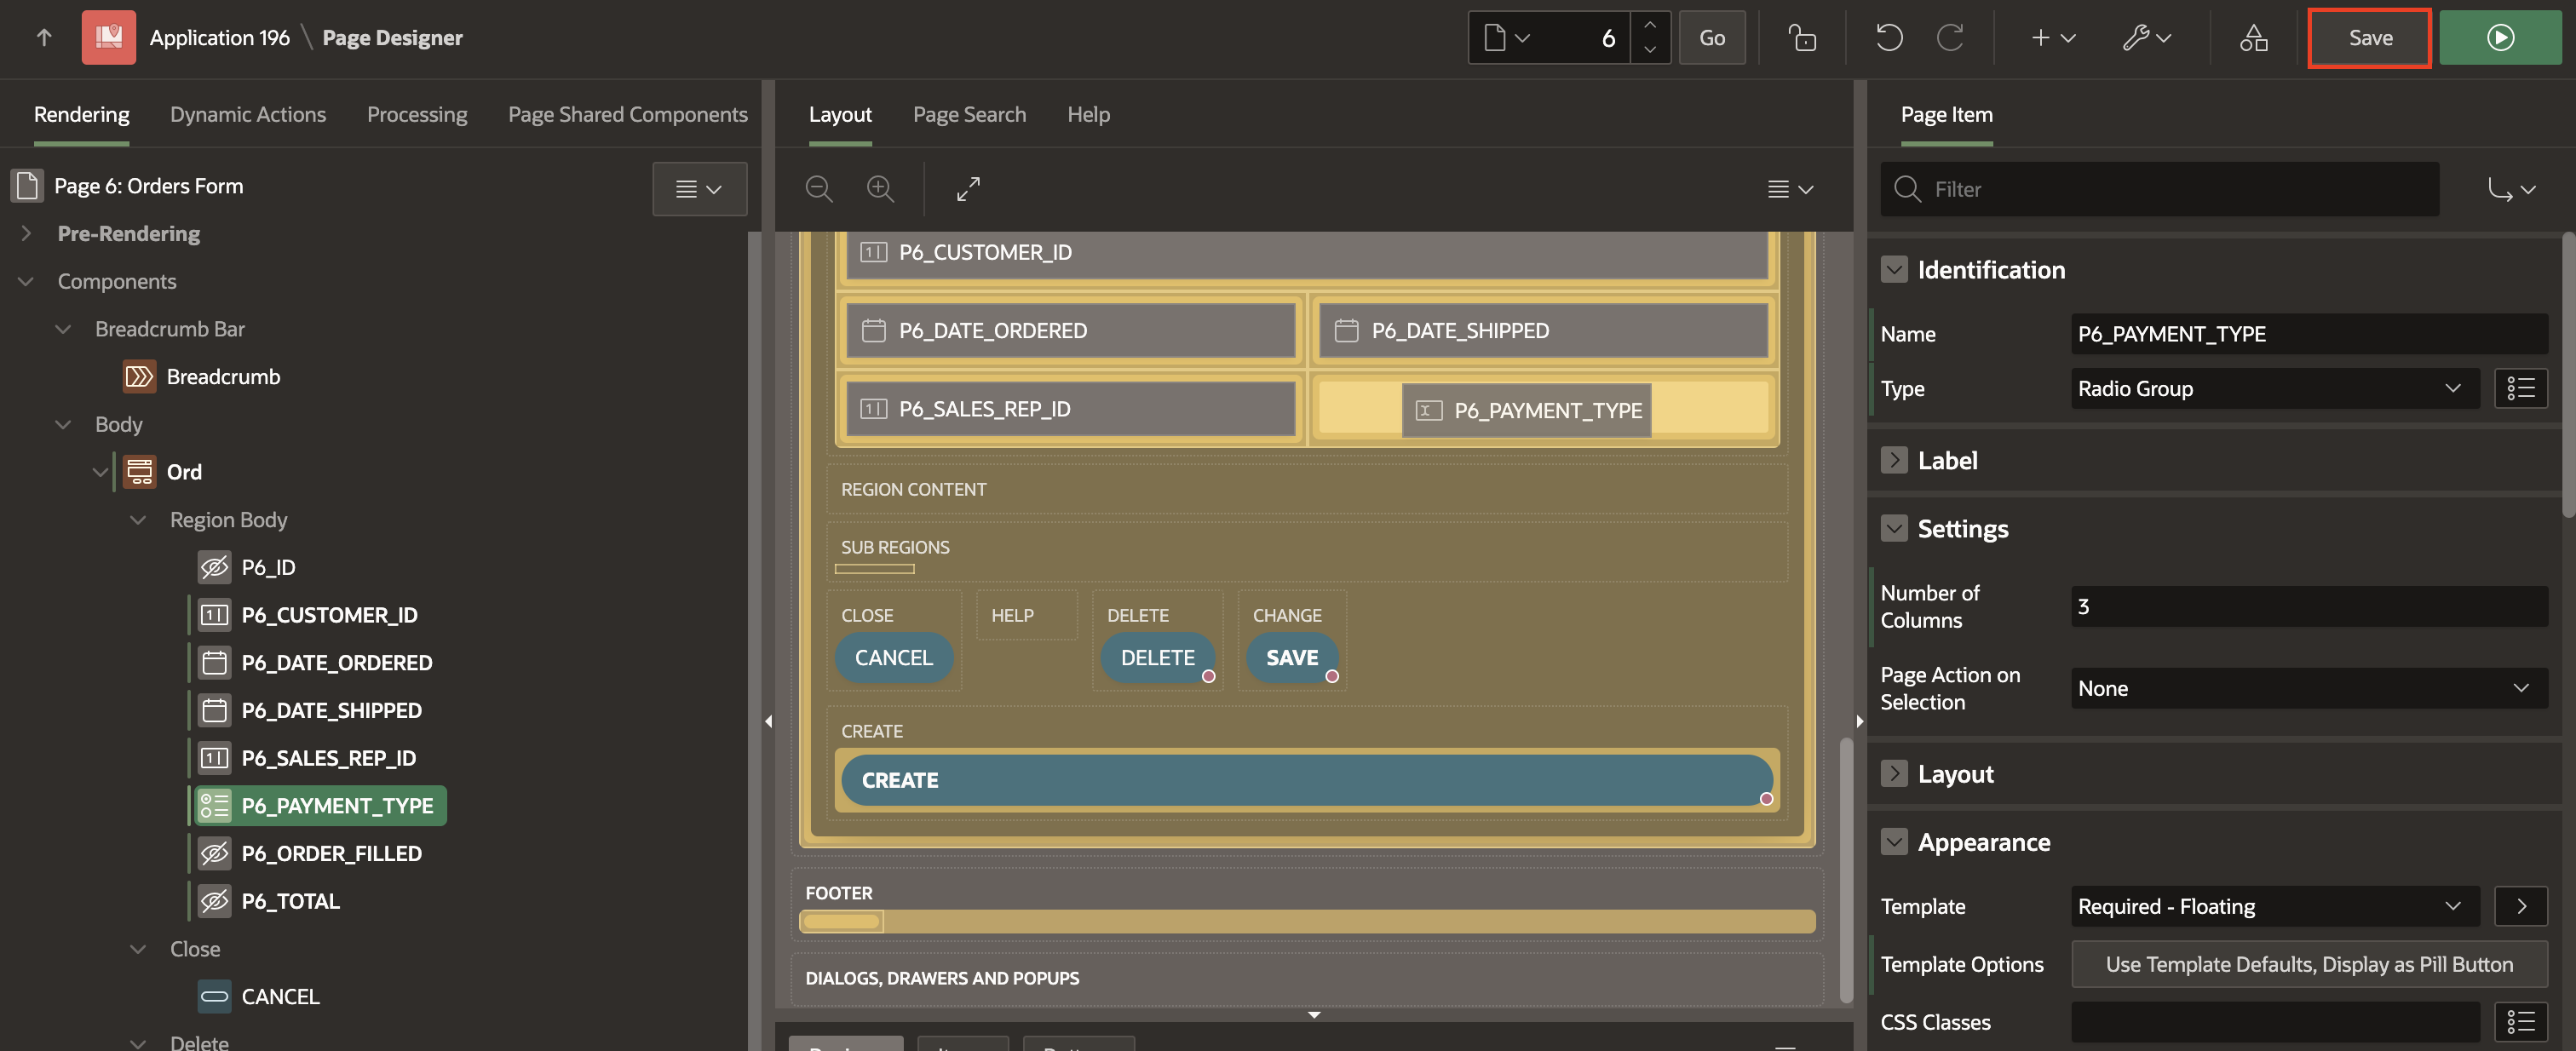 Application 196 \ Page Designer
6
Go
Save
Rendering
Dynamic Actions
Processing
Page Shared Components
Page 6: Orders Form
Pre-Rendering
Components
Breadcrumb Bar
Breadcrumb
Body
Ord
Region Body
P6_ID
P6_CUSTOMER_ID
P6_DATE_ORDERED
P6_DATE_SHIPPED
P6_SALES_REP_ID
P6_PAYMENT_TYPE
P6_ORDER_FILLED
P6_TOTAL
Close
CANCEL
Delete
Layout
Page Search
Help
P6_CUSTOMER_ID
P6_DATE_ORDERED
P6_DATE_SHIPPED
P6_SALES_REP_ID
P6_PAYMENT_TYPE
REGION CONTENT
SUB REGIONS
CLOSE
HELP
DELETE
CHANGE
CANCEL
DELETE
SAVE
CREATE
CREATE
FOOTER
DIALOGS, DRAWERS AND POPUPS
Page Item
Filter
Identification
Name
P6_PAYMENT_TYPE
Type
Radio Group
Label
Settings
Number of
Columns
3
Page Action on
Selection
None
Layout
Appearance
Template
Required - Floating
Template Options
Use Template Defaults, Display as Pill Button
CSS Classes